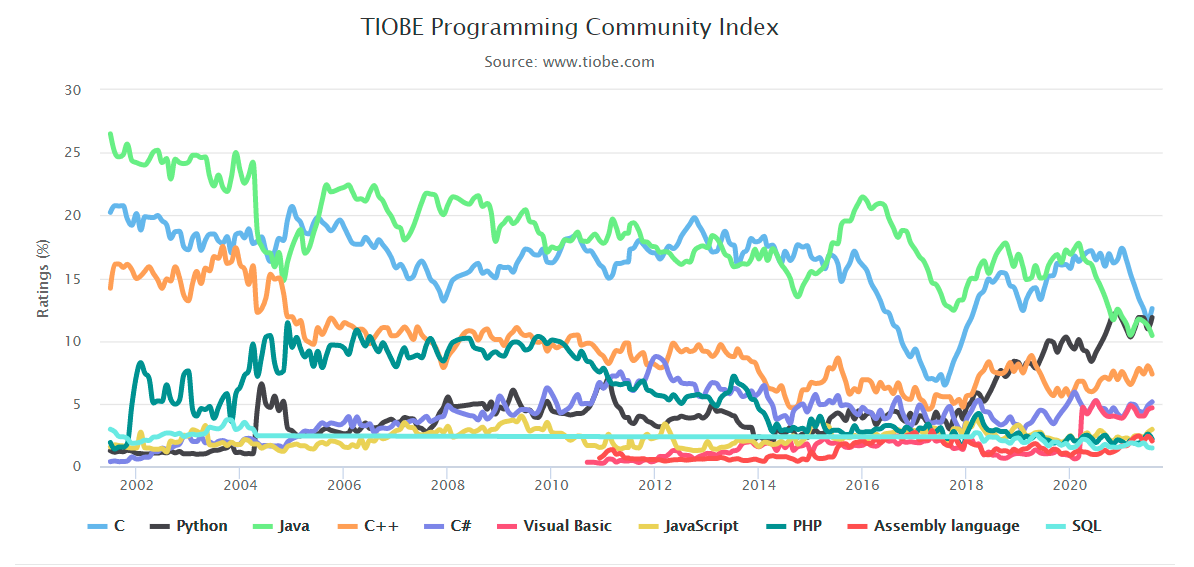 TIOBE Programming Community Index
Source: www.tiobe.com
Ratings (%)
30
25
20
15
10
5
0
2002 2004 2006 2008 2010 2012 2014 2016 2018 2020
C Python Java C++ C# Visual Basic JavaScript PHP Assembly language SQL